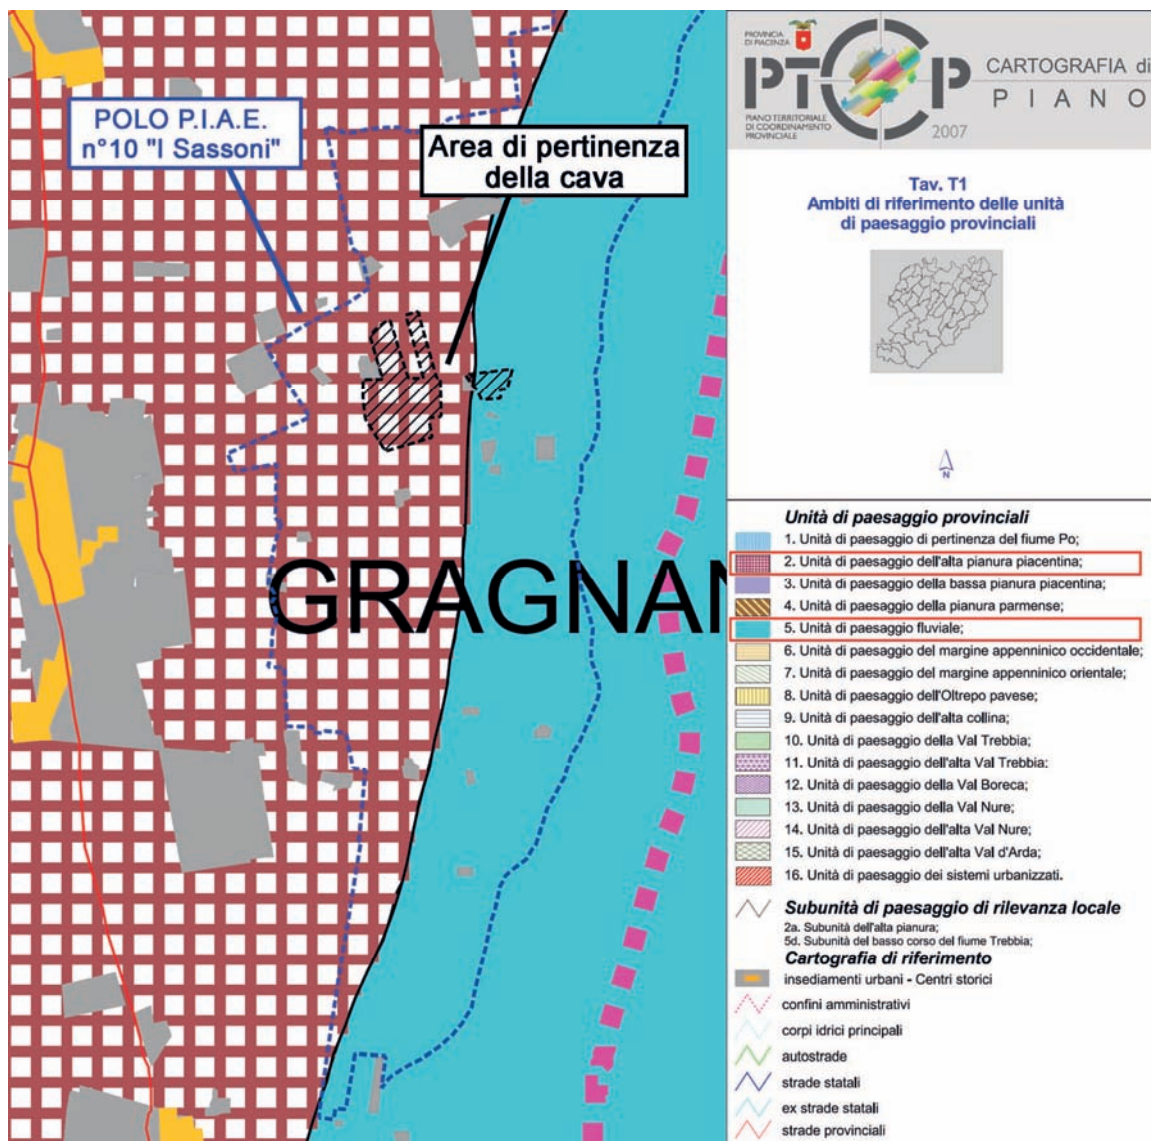 POLO P.I.A.E.
n°10 "I Sassoni"
Area di pertinenza
della cava
GRAGNAN
PROVINCIA
DI PIACENZA
PTCP
PIANO TERRITORIALE
DI COORDINAMENTO
PROVINCIALE
2007
CARTOGRAFIA di
PIANO
Tav. T1
Ambiti di riferimento delle unità
di paesaggio provinciali
N
Unità di paesaggio provinciali
1. Unità di paesaggio di pertinenza del fiume Po;
2. Unità di paesaggio dell'alta pianura piacentina;
3. Unità di paesaggio della bassa pianura piacentina;
4. Unità di paesaggio della pianura parmense;
5. Unità di paesaggio fluviale;
6. Unità di paesaggio del margine appenninico occidentale;
7. Unità di paesaggio del margine appenninico orientale;
8. Unità di paesaggio dell'Oltrepo pavese;
9. Unità di paesaggio dell'alta collina;
10. Unità di paesaggio della Val Trebbia;
11. Unità di paesaggio dell'alta Val Trebbia;
12. Unità di paesaggio della Val Boreca;
13. Unità di paesaggio della Val Nure;
14. Unità di paesaggio dell'alta Val Nure;
15. Unità di paesaggio dell'alta Val d'Arda;
16. Unità di paesaggio dei sistemi urbanizzati.
Subunità di paesaggio di rilevanza locale
2a. Subunità dell'alta pianura;
5d. Subunità del basso corso del fiume Trebbia;
Cartografia di riferimento
insediamenti urbani - Centri storici
confini amministrativi
corpi idrici principali
autostrade
strade statali
ex strade statali
strade provinciali